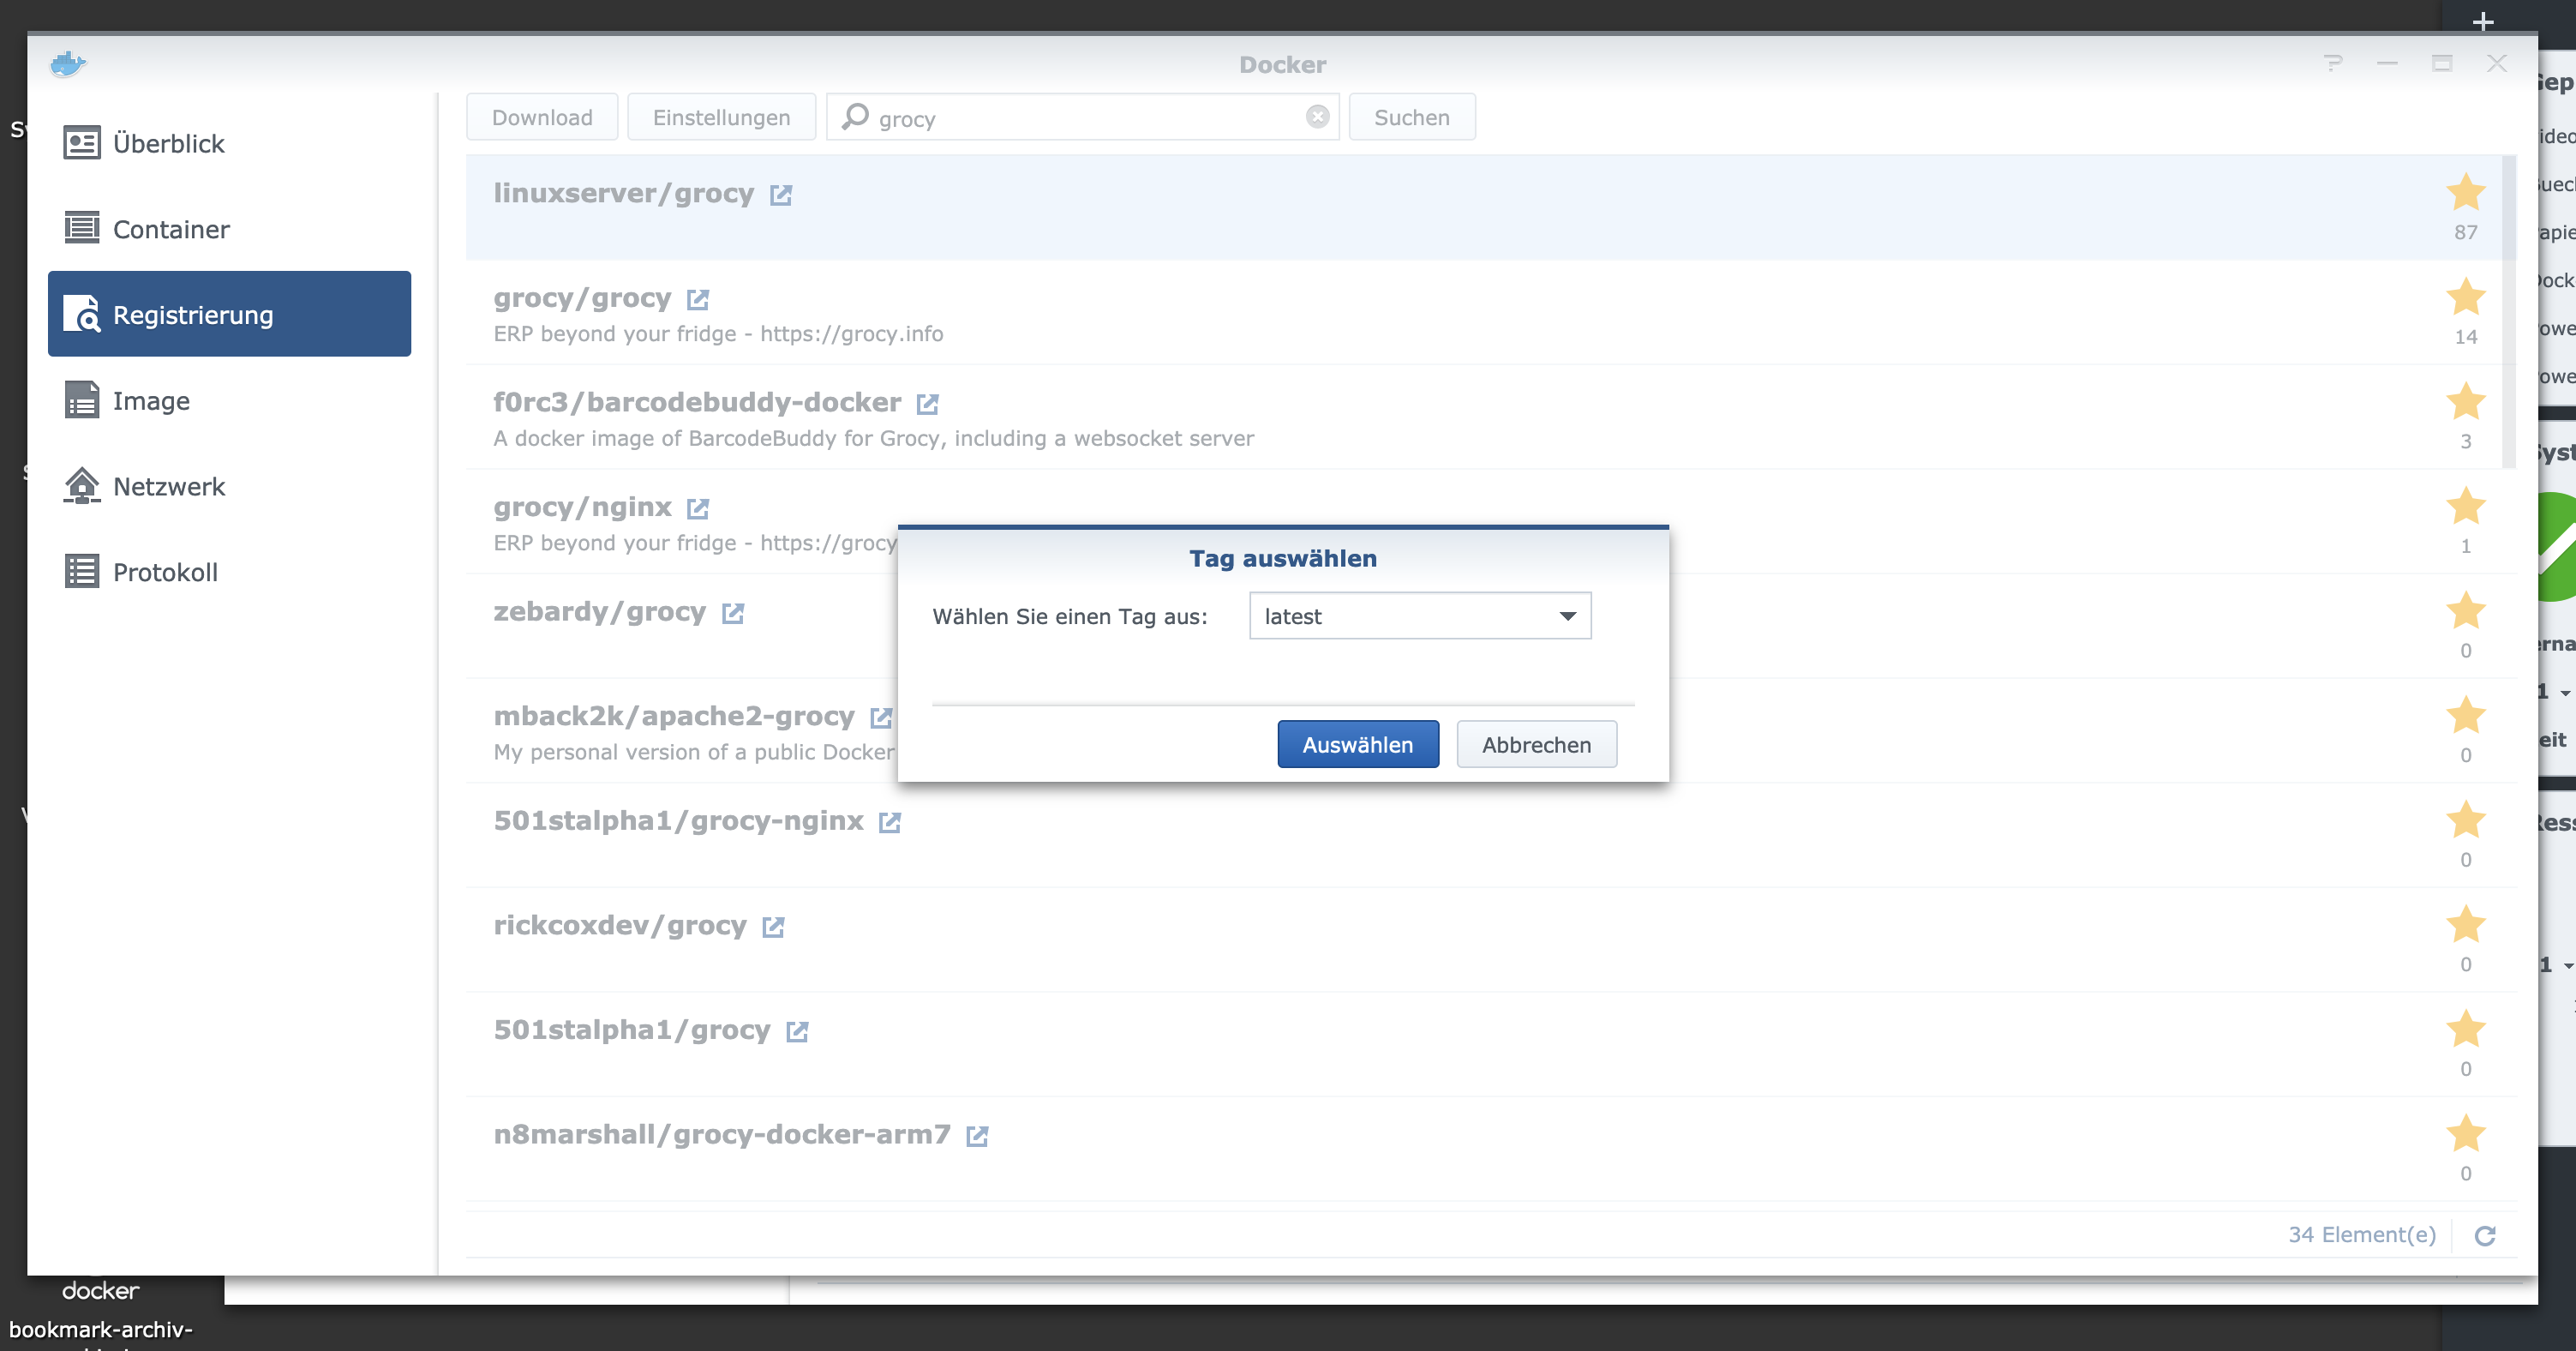 Docker
Überblick
Container
Registrierung
Image
Netzwerk
Protokoll
Download
Einstellungen
grocy
Suchen
linuxserver/grocy
87
grocy/grocy
ERP beyond your fridge - https://grocy.info
14
f0rc3/barcodebuddy-docker
A docker image of BarcodeBuddy for Grocy, including a websocket server
3
grocy/nginx
ERP beyond your fridge - https://grocy
1
zebardy/grocy
0
mback2k/apache2-grocy
My personal version of a public Docker
0
501stalpha1/grocy-nginx
0
rickcoxdev/grocy
0
501stalpha1/grocy
0
n8marshall/grocy-docker-arm7
0
34 Element(e)
Tag auswählen
Wählen Sie einen Tag aus:
latest
Auswählen
Abbrechen
docker
bookmark-archiv-